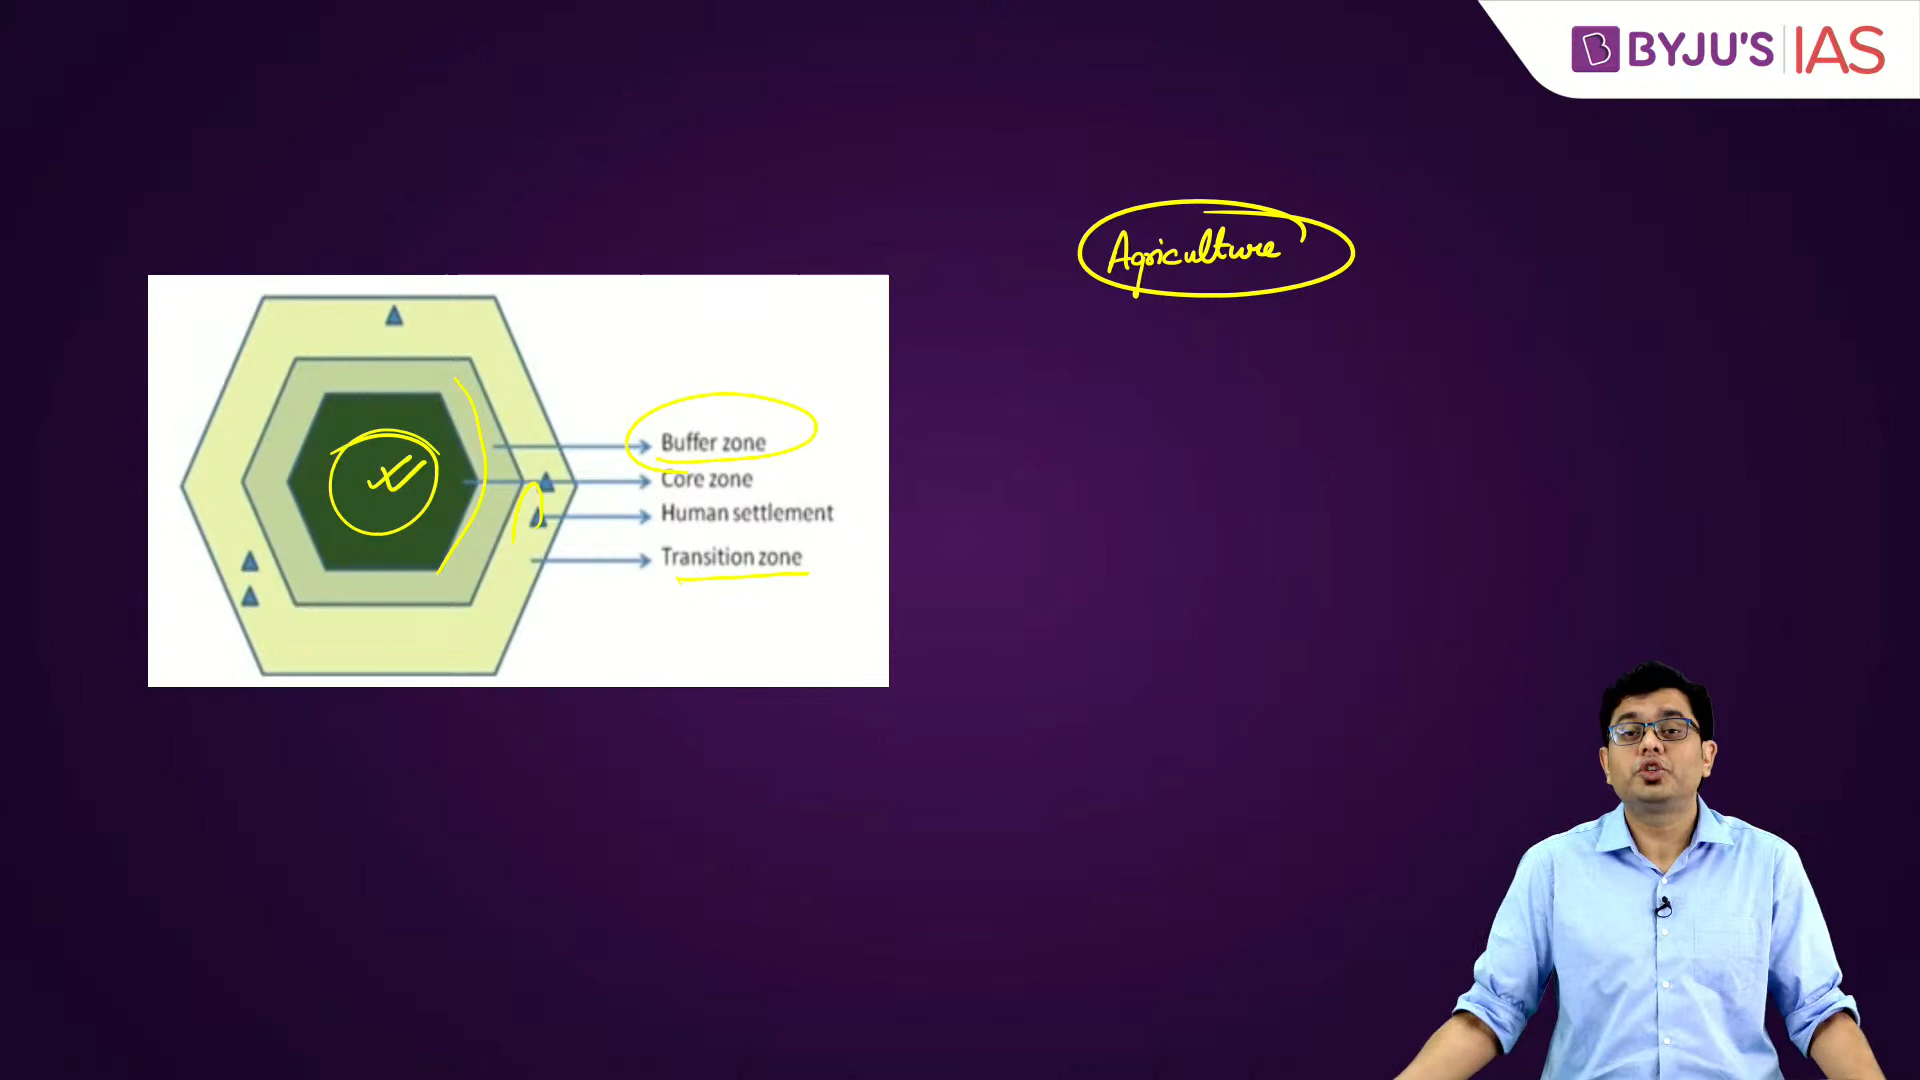 BYJU'S IAS
Agriculture
Buffer zone
Core zone
Human settlement
Transition zone